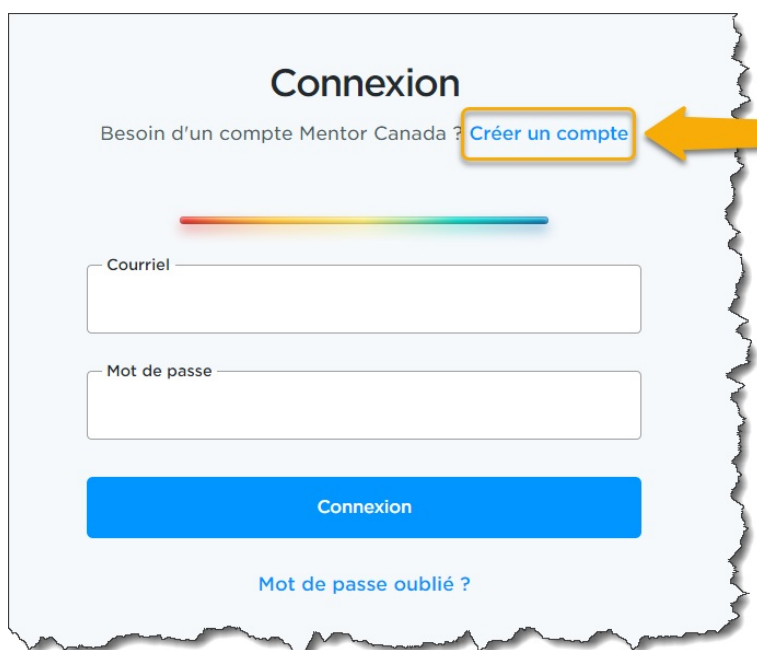 Connexion
Besoin d'un compte Mentor Canada ? Créer un compte
Courriel
Mot de passe
Connexion
Mot de passe oublié ?